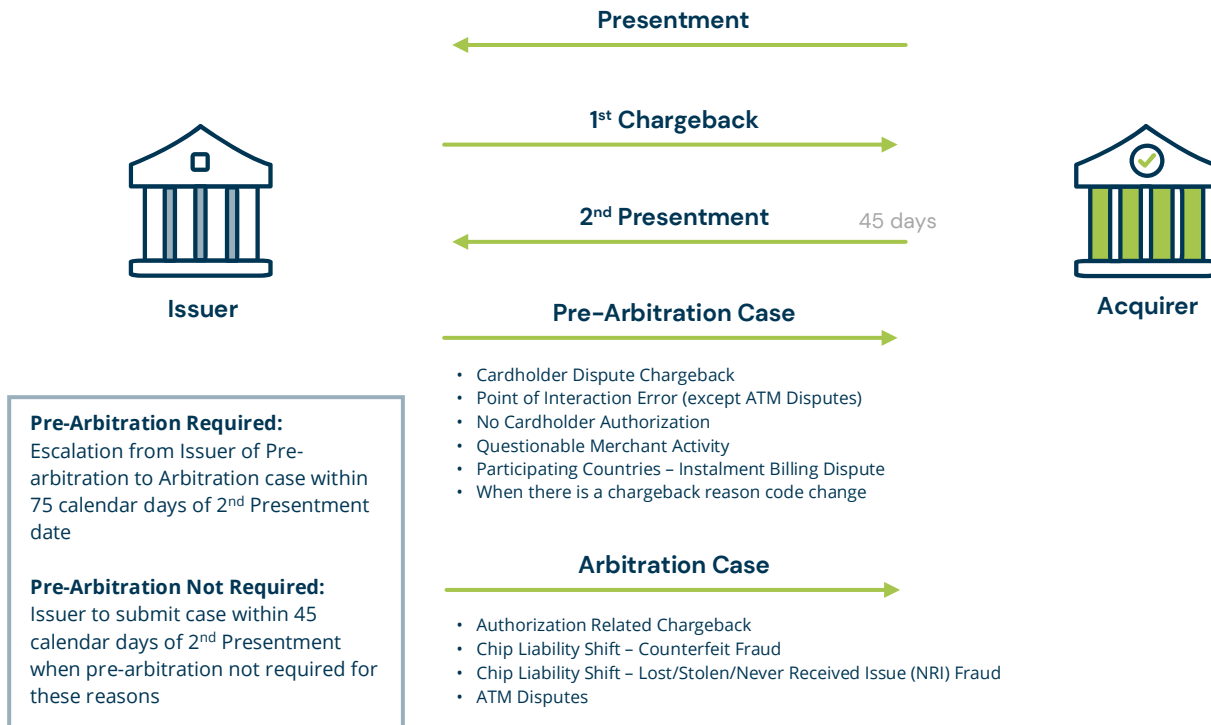 Presentment
1st Chargeback
2nd Presentment
45 days
Issuer
Acquirer
Pre-Arbitration Case
• Cardholder Dispute Chargeback
• Point of Interaction Error (except ATM Disputes)
• No Cardholder Authorization
• Questionable Merchant Activity
• Participating Countries – Instalment Billing Dispute
• When there is a chargeback reason code change
Pre-Arbitration Required:
Escalation from Issuer of Pre-
arbitration to Arbitration case within
75 calendar days of 2nd Presentment
date
Pre-Arbitration Not Required:
Issuer to submit case within 45
calendar days of 2nd Presentment
when pre-arbitration not required for
these reasons
Arbitration Case
• Authorization Related Chargeback
• Chip Liability Shift – Counterfeit Fraud
• Chip Liability Shift – Lost/Stolen/Never Received Issue (NRI) Fraud
• ATM Disputes